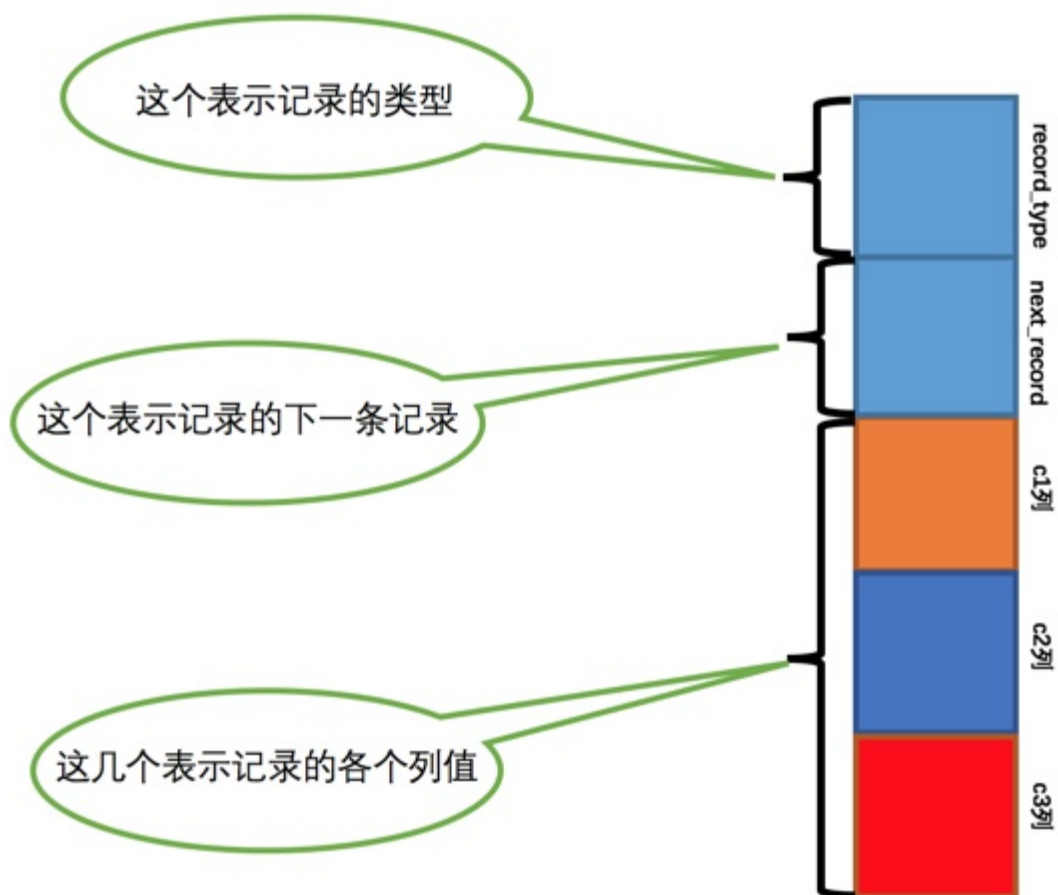 这个表示记录的类型
record_type
next_record
这个表示记录的下一条记录
c1列
c2列
这几个表示记录的各个列值
c3列